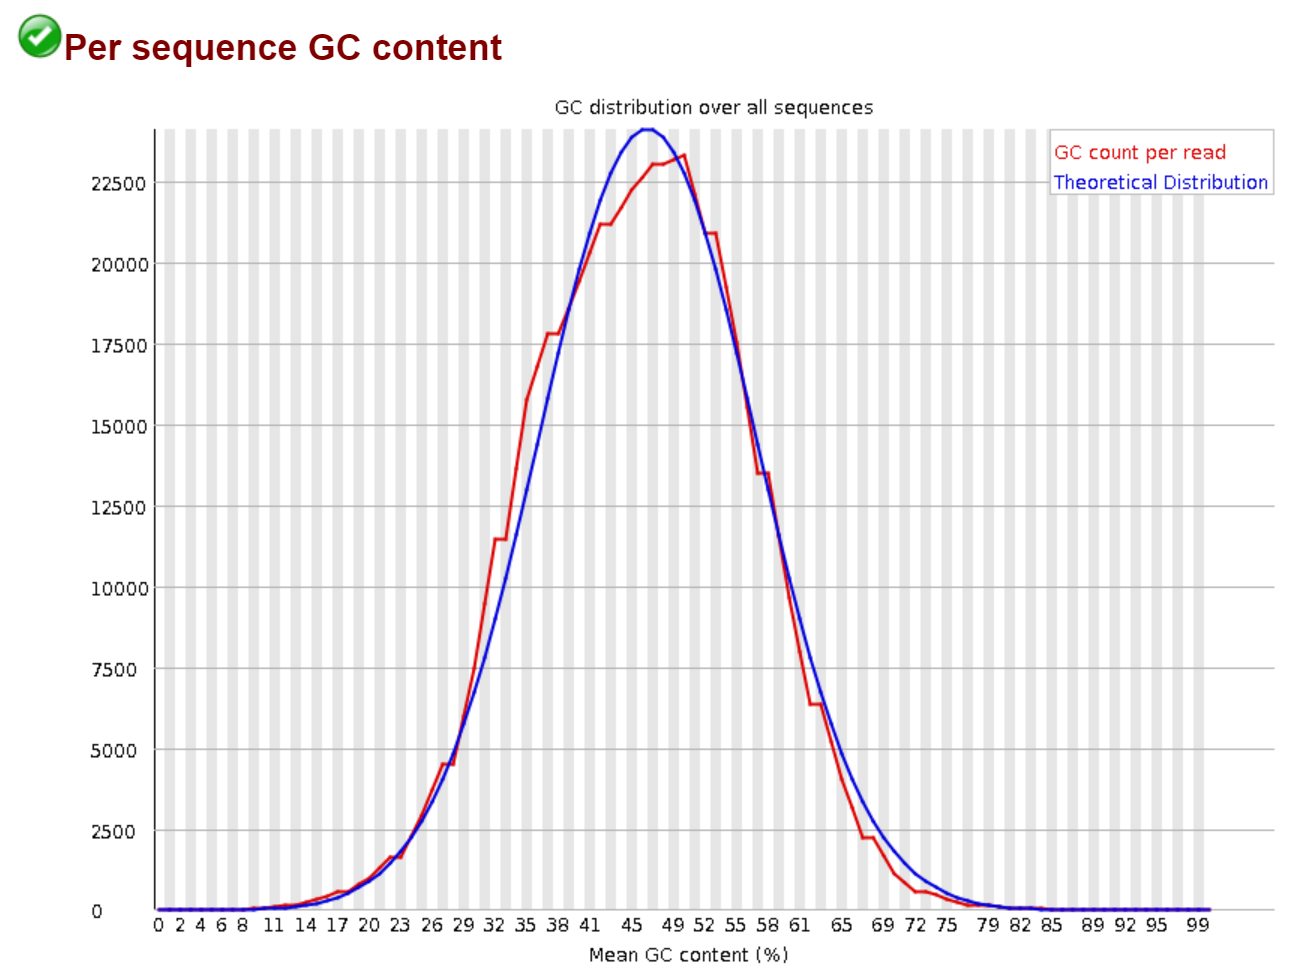 Per sequence GC content
GC distribution over all sequences
GC count per read
Theoretical Distribution
22500
20000
17500
15000
12500
10000
7500
5000
2500
0
0 2 4 6 8 11 14 17 20 23 26 29 32 35 38 41 45 49 52 55 58 61 65 69 72 75 79 82 85 89 92 95 99
Mean GC content (%)